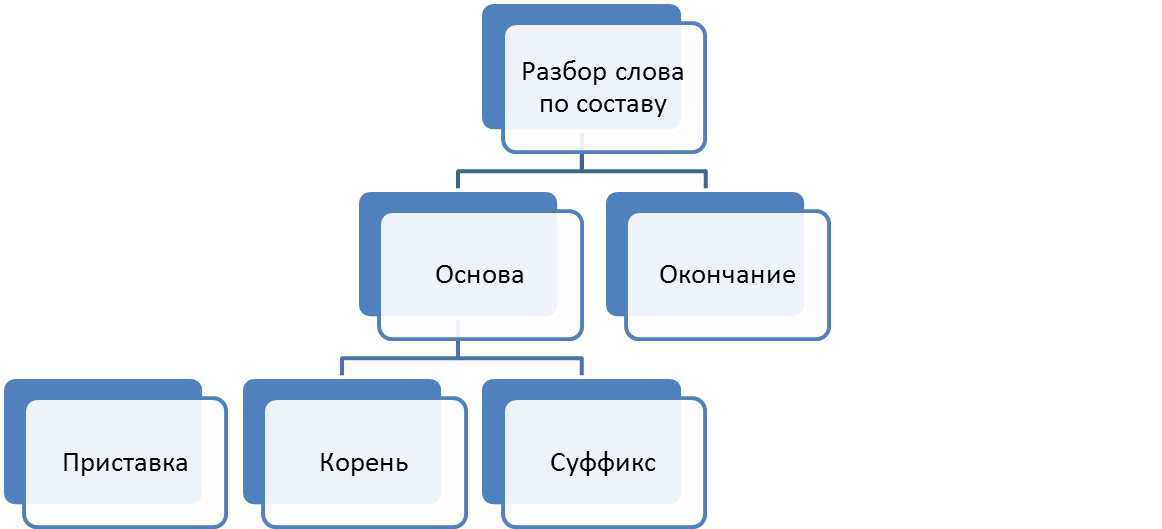 Разбор слова
по составу
Основа
Окончание
Приставка
Корень
Суффикс